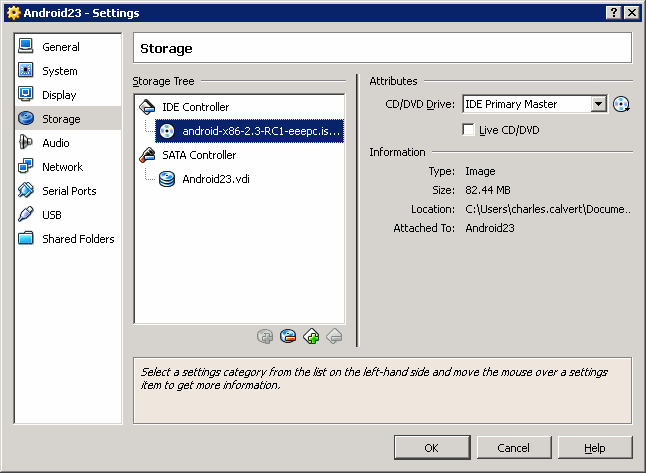 Android23 - Settings
General
System
Display
Storage
Audio
Network
Serial Ports
USB
Shared Folders
Storage
Storage Tree
IDE Controller
android-x86-2.3-RC1-eeepc.is...
SATA Controller
Android23.vdi
Attributes
CD/DVD Drive: IDE Primary Master
Live CD/DVD
Information
Type: Image
Size: 82.44 MB
Location: C:\Users\charles.calvert\Docume..
Attached To: Android23
Select a settings category from the list on the left-hand side and move the mouse over a settings
item to get more information.
OK Cancel Help